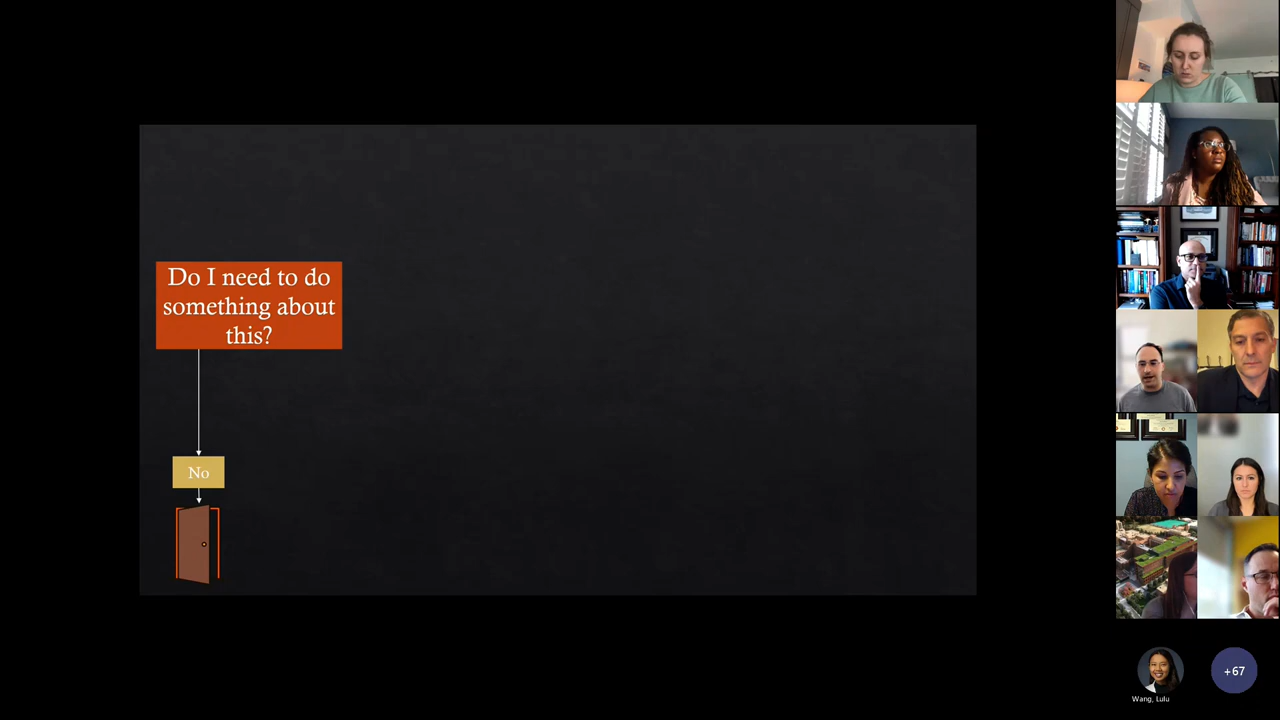 Do I need to do
something about
this?
No
Wang, Lulu
+67